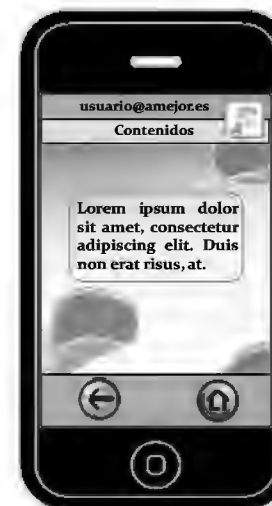 usuario@amejor.es
Contenidos
Lorem ipsum dolor
sit amet, consectetur
adipiscing elit. Duis
non erat risus, at.